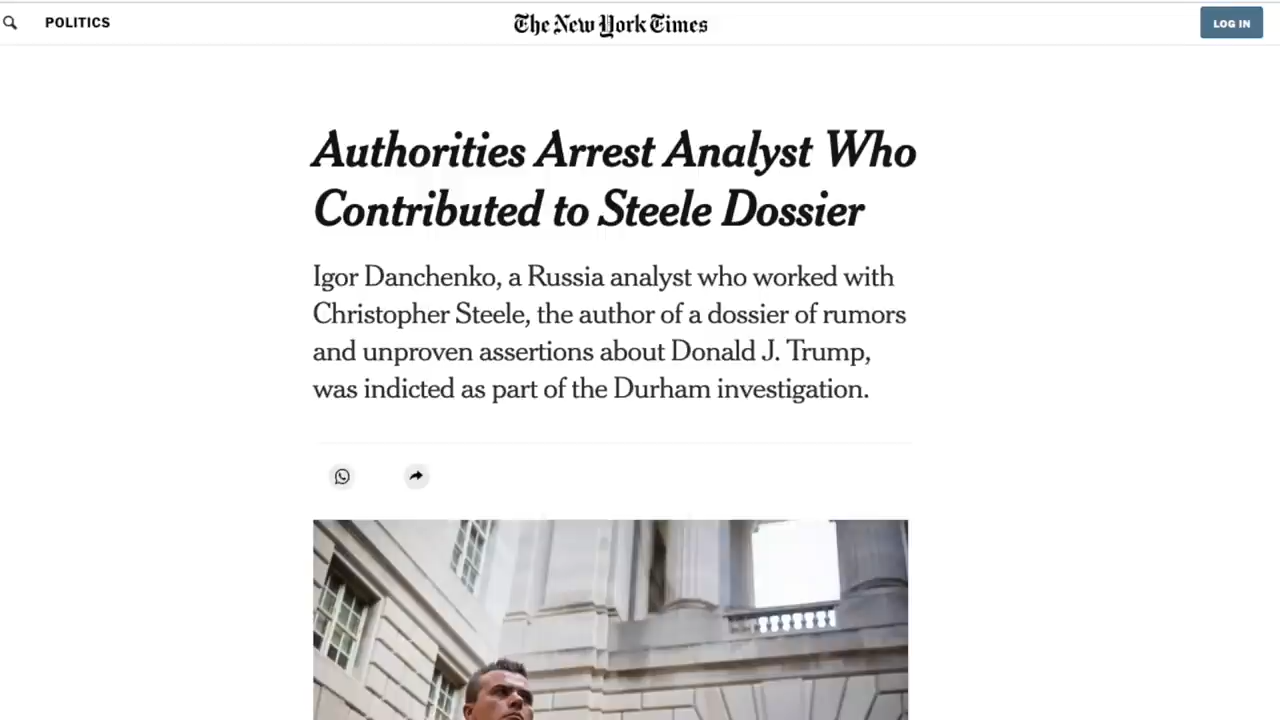 POLITICS
The New York Times
LOG IN
Authorities Arrest Analyst Who
Contributed to Steele Dossier
Igor Danchenko, a Russia analyst who worked with
Christopher Steele, the author of a dossier of rumors
and unproven assertions about Donald J. Trump,
was indicted as part of the Durham investigation.